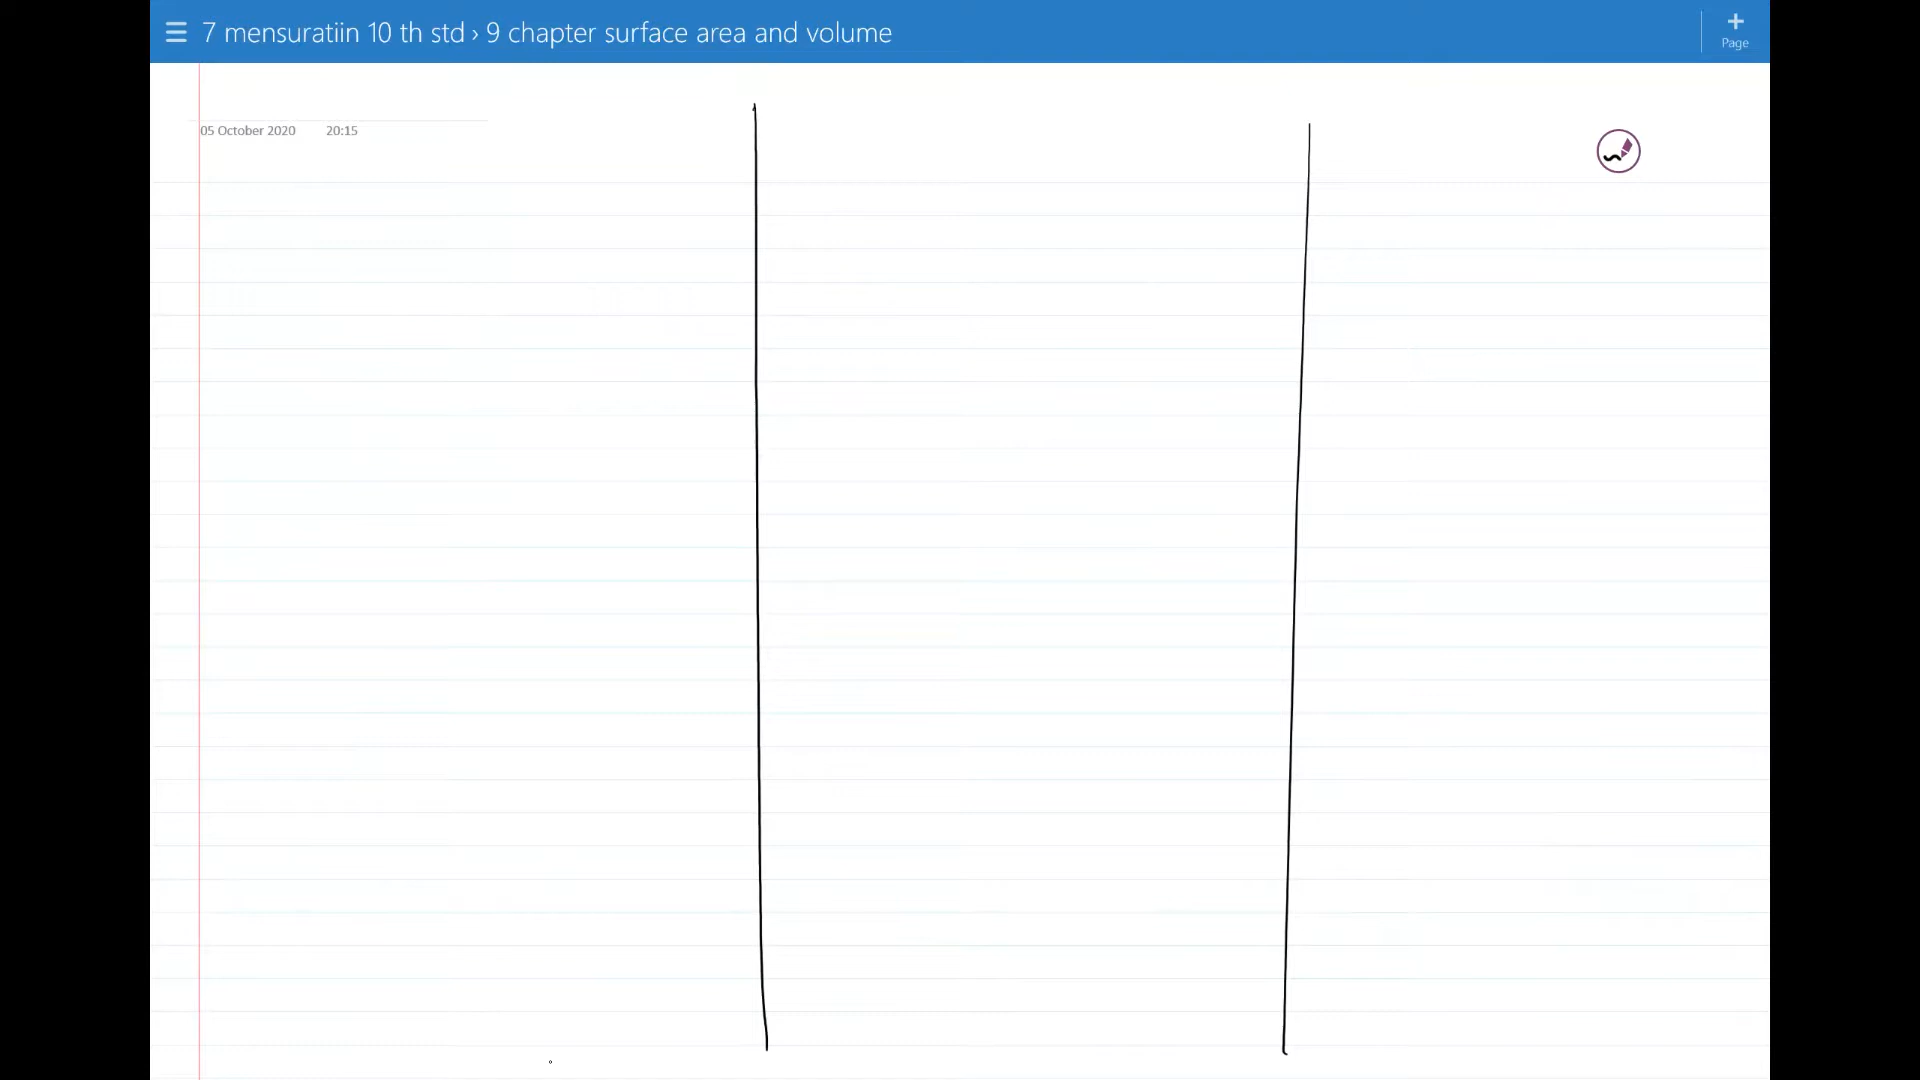 7 mensuratiin 10 th std › 9 chapter surface area and volume
Page
05 October 2020 20:15